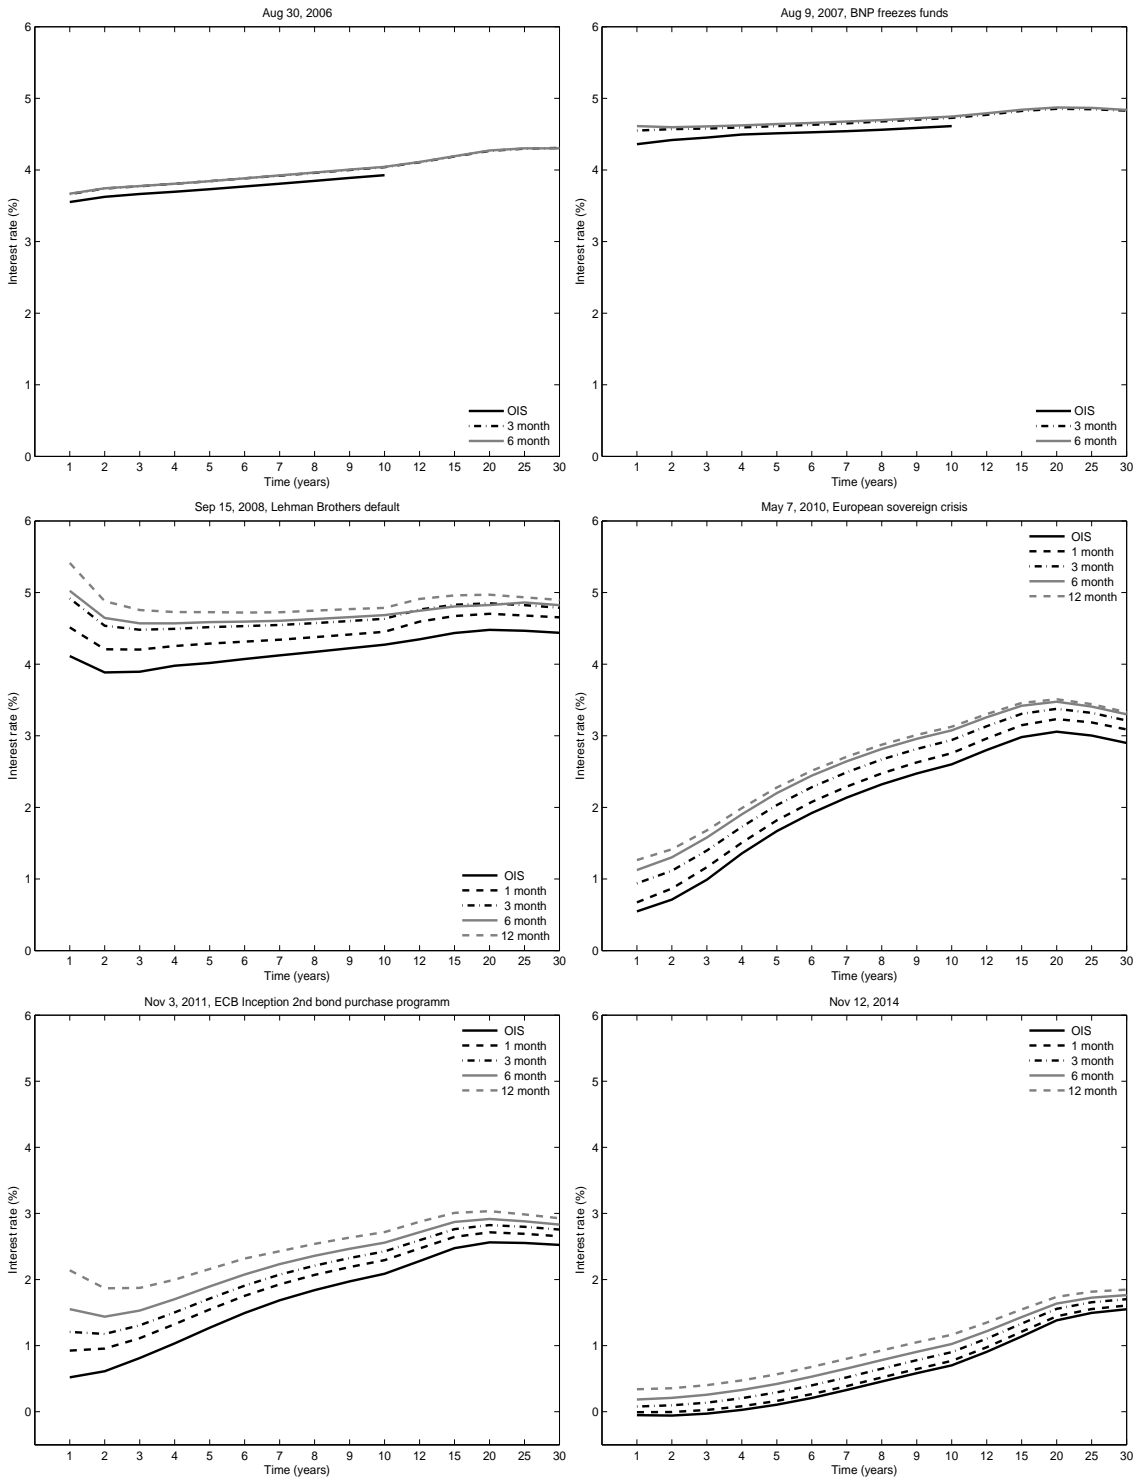 Aug 30, 2006
Interest rate (%)
6
5
4
3
2
1
0
OIS
3 month
6 month
1 2 3 4 5 6 7 8 9 10 12 15 20 25 30
Time (years)
Aug 9, 2007, BNP freezes funds
Interest rate (%)
6
5
4
3
2
1
0
OIS
3 month
6 month
1 2 3 4 5 6 7 8 9 10 12 15 20 25 30
Time (years)
Sep 15, 2008, Lehman Brothers default
Interest rate (%)
6
5
4
3
2
1
0
OIS
1 month
3 month
6 month
12 month
1 2 3 4 5 6 7 8 9 10 12 15 20 25 30
Time (years)
May 7, 2010, European sovereign crisis
Interest rate (%)
6
5
4
3
2
1
0
OIS
1 month
3 month
6 month
12 month
1 2 3 4 5 6 7 8 9 10 12 15 20 25 30
Time (years)
Nov 3, 2011, ECB Inception 2nd bond purchase programm
Interest rate (%)
6
5
4
3
2
1
0
OIS
1 month
3 month
6 month
12 month
1 2 3 4 5 6 7 8 9 10 12 15 20 25 30
Time (years)
Nov 12, 2014
Interest rate (%)
6
5
4
3
2
1
0
OIS
1 month
3 month
6 month
12 month
1 2 3 4 5 6 7 8 9 10 12 15 20 25 30
Time (years)